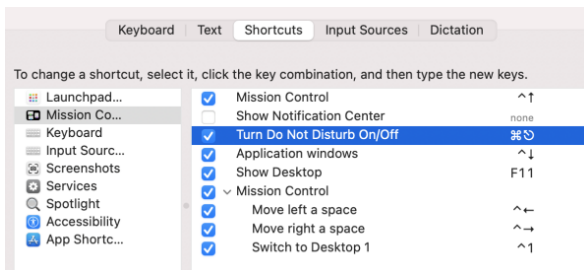 Keyboard Text Shortcuts Input Sources Dictation
To change a shortcut, select it, click the key combination, and then type the new keys.
Launchpad...
Mission Co...
Keyboard
Input Sourc...
Screenshots
Services
Spotlight
Accessibility
App Shortc...
Mission Control ^↑
Show Notification Center none
Turn Do Not Disturb On/Off ⌘⎋
Application windows ^↓
Show Desktop F11
Mission Control
Move left a space ^←
Move right a space ^→
Switch to Desktop 1 ^1